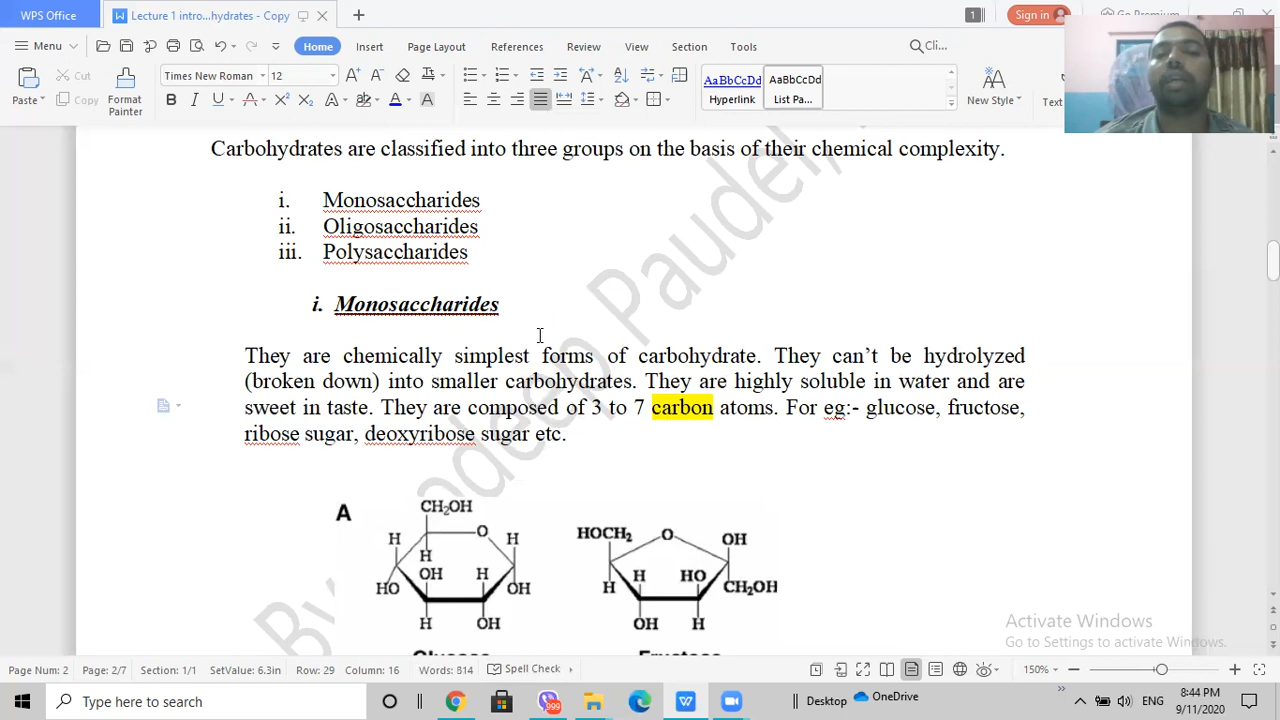 WPS Office
Lecture 1 intro...hydrates - Copy
1
Sign in
Go Premium
Menu
Home
Insert
Page Layout
References
Review
View
Section
Tools
Cli...
Paste
Cut
Copy
Format Painter
Times New Roman
12
AaBbCcDd
AaBbCcDd
Hyperlink
List Pa...
New Style
Text
Carbohydrates are classified into three groups on the basis of their chemical complexity.
i. Monosaccharides
ii. Oligosaccharides
iii. Polysaccharides
i. Monosaccharides
They are chemically simplest forms of carbohydrate. They can’t be hydrolyzed
(broken down) into smaller carbohydrates. They are highly soluble in water and are
sweet in taste. They are composed of 3 to 7 carbon atoms. For eg:- glucose, fructose,
ribose sugar, deoxyribose sugar etc.
A
CH2OH
O
H
H
H
OH
H
HO
OH
H
OH
Glucose
HOCH2
O
OH
H
H
HO
CH2OH
OH
H
Fructose
Activate Windows
Go to Settings to activate Windows.
Page Num: 2
Page: 2/7
Section: 1/1
SetValue: 6.3in
Row: 29
Column: 16
Words: 814
Spell Check
150%
Type here to search
999
Desktop
OneDrive
ENG
8:44 PM
9/11/2020